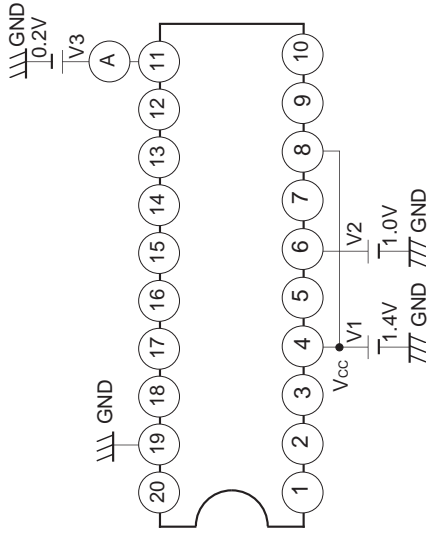 GND
0.2V
V3
A
GND
20 19 18 17 16 15 14 13 12 11
1 2 3 4 5 6 7 8 9 10
Vcc V1 V2
1.4V 1.0V
GND GND